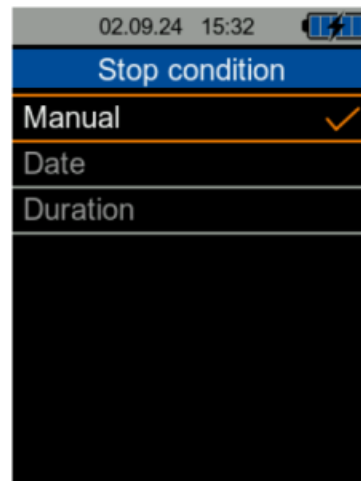 02.09.24 15:32
Stop condition
Manual
Date
Duration